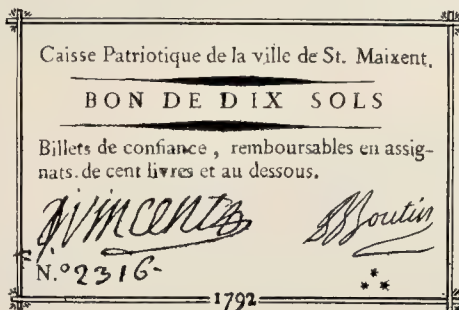 Caisse Patriotique de la ville de St. Maixent.
BON DE DIX SOLS
Billets de confiance, remboursables en assig-
nats de cent livres et au dessous.
N.º 2316-
1792